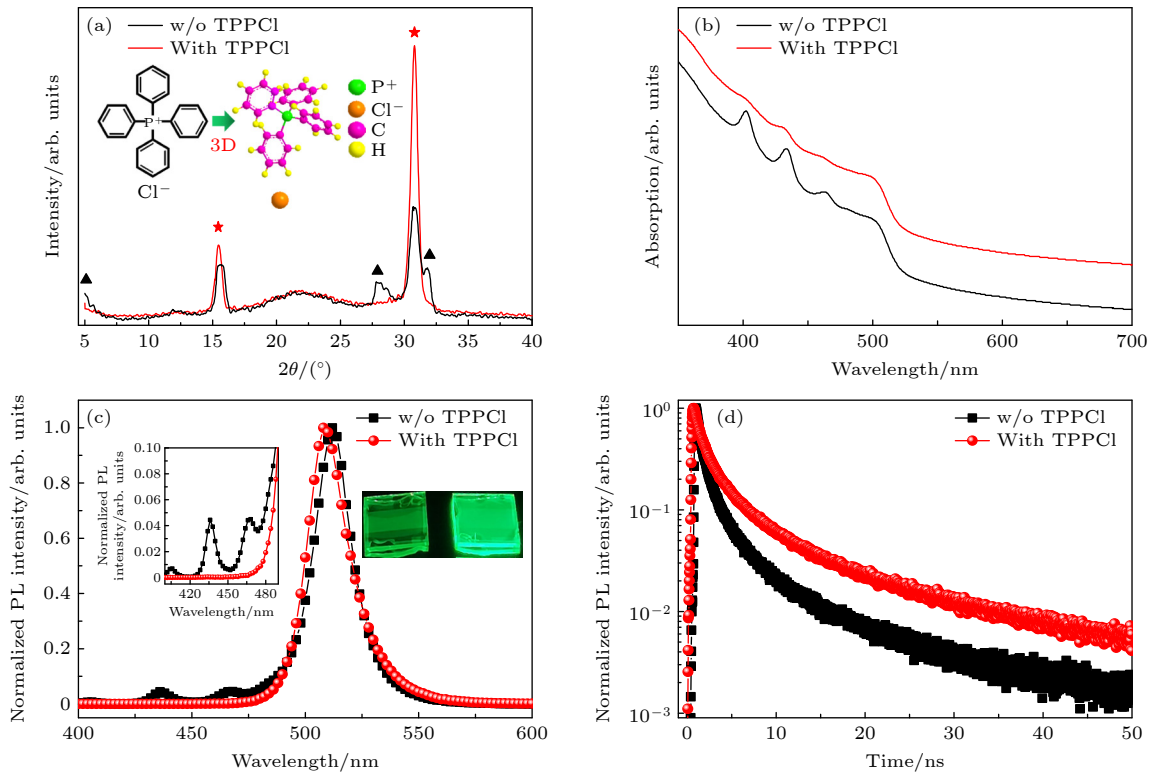 (a)
w/o TPPCl
With TPPCl
P⁺
Cl⁻
C
H
P⁺
3D
Cl⁻
Intensity/arb. units
5 10 15 20 25 30 35 40
2θ/(°)
(b)
w/o TPPCl
With TPPCl
Absorption/arb. units
400 500 600 700
Wavelength/nm
(c)
w/o TPPCl
With TPPCl
Normalized PL intensity/arb. units
1.0
0.8
0.6
0.4
0.2
0
400 450 500 550 600
Wavelength/nm
Normalized PL
intensity/arb. units
0.10
0.08
0.06
0.04
0.02
0
420 450 480
Wavelength/nm
(d)
w/o TPPCl
With TPPCl
Normalized PL intensity/arb. units
10⁰
10⁻¹
10⁻²
10⁻³
0 10 20 30 40 50
Time/ns